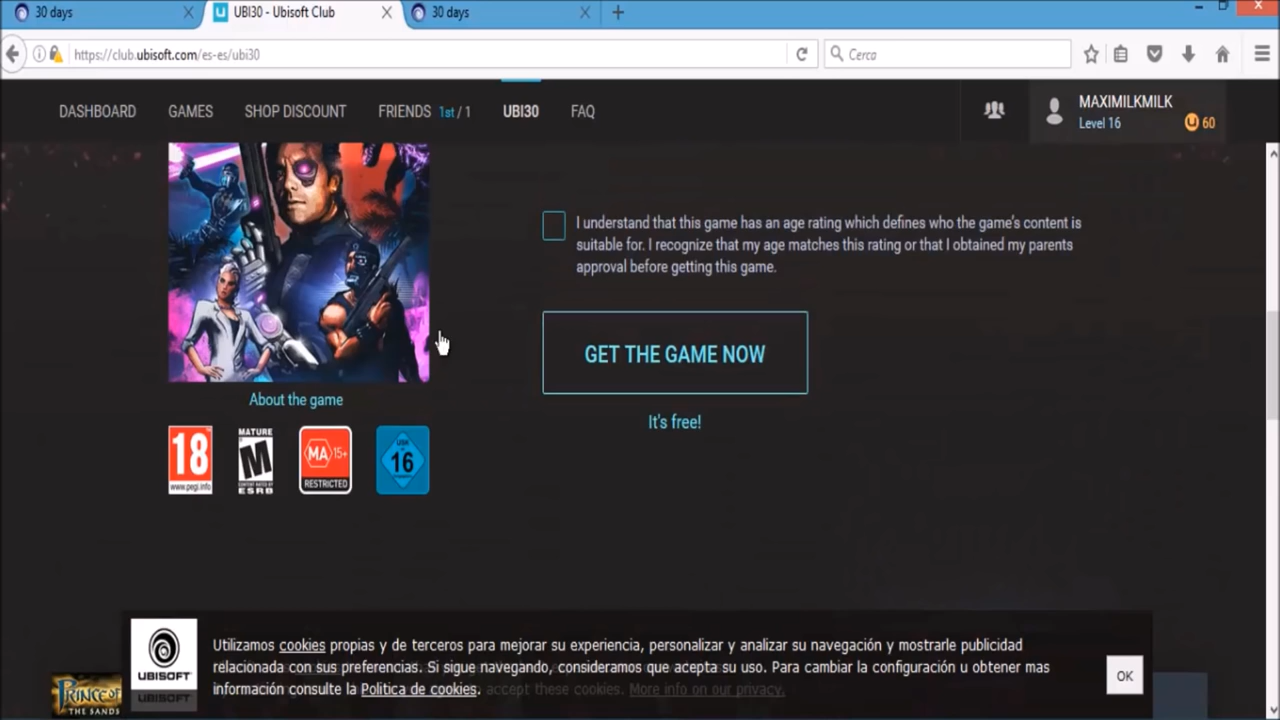 30 days
UBI30 - Ubisoft Club
30 days
https://club.ubisoft.com/es-es/ubi30
Cerca
DASHBOARD GAMES SHOP DISCOUNT FRIENDS 1st / 1 UBI30 FAQ
MAXIMILKMILK
Level 16
60
I understand that this game has an age rating which defines who the game's content is
suitable for. I recognize that my age matches this rating or that I obtained my parents
approval before getting this game.
GET THE GAME NOW
It's free!
About the game
18
www.pegi.info
MATURE
M
CONTENT RATED BY
ESRB
MA 15+
RESTRICTED
USK
16
Utilizamos cookies propias y de terceros para mejorar su experiencia, personalizar y analizar su navegación y mostrarle publicidad
relacionada con sus preferencias. Si sigue navegando, consideramos que acepta su uso. Para cambiar la configuración u obtener mas
información consulte la Política de cookies.
accept these cookies. More info on our privacy.
OK
UBISOFT
UBISOFT
PRINCE OF
THE SANDS